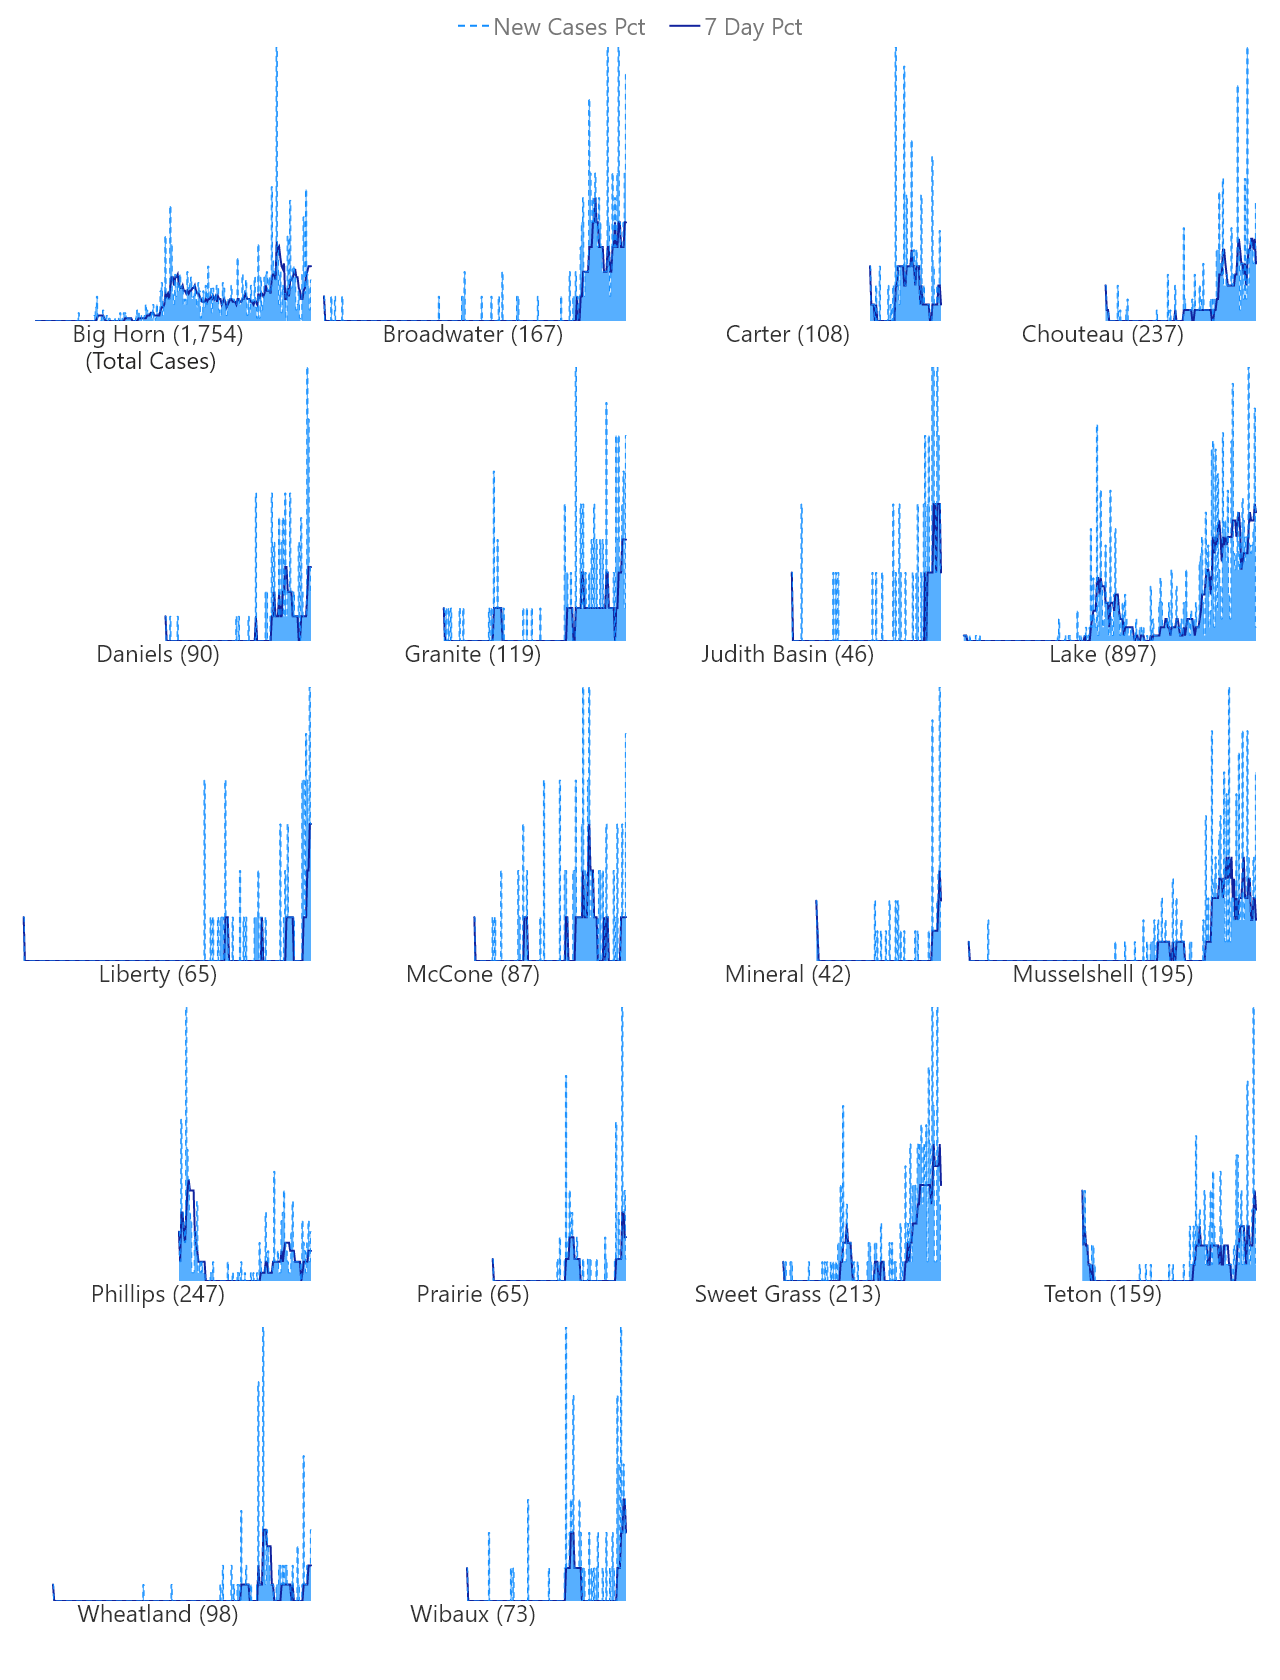 New Cases Pct 7 Day Pct
Big Horn (1,754) Broadwater (167) Carter (108) Chouteau (237)
(Total Cases)
Daniels (90) Granite (119) Judith Basin (46) Lake (897)
Liberty (65) McCone (87) Mineral (42) Musselshell (195)
Phillips (247) Prairie (65) Sweet Grass (213) Teton (159)
Wheatland (98) Wibaux (73)